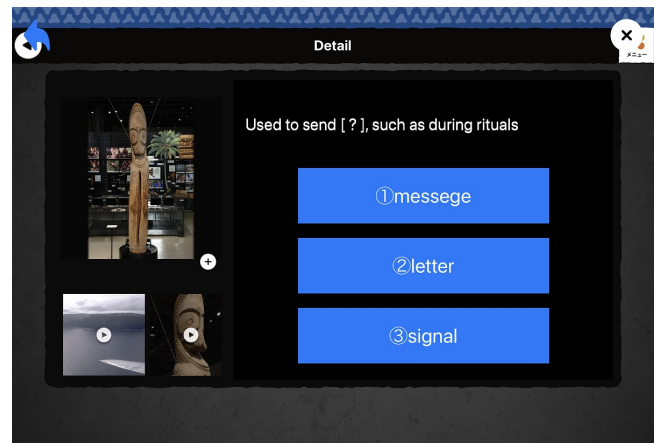 Detail
メニュー
Used to send [ ? ], such as during rituals
①messege
②letter
③signal